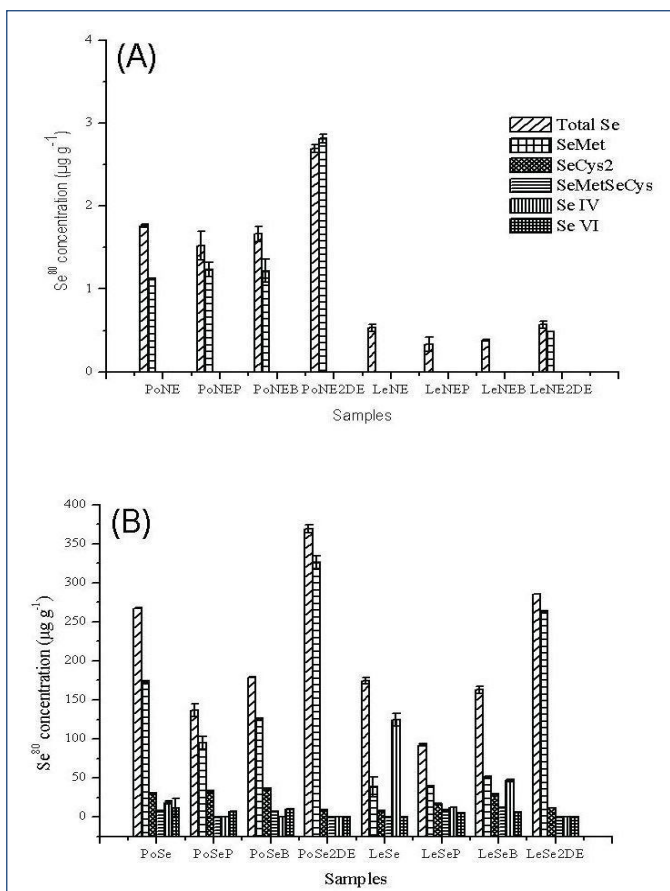 (A)
4
3
2
1
0
Se⁸⁰ concentration (µg g⁻¹)
Total Se
SeMet
SeCys2
SeMetSeCys
Se IV
Se VI
PoNE PoNEP PoNEB PoNE2DE LeNE LeNEP LeNEB LeNE2DE
Samples
(B)
400
350
300
250
200
150
100
50
0
Se⁸⁰ concentration (µg g⁻¹)
PoSe PoSeP PoSeB PoSe2DE LeSe LeSeP LeSeB LeSe2DE
Samples